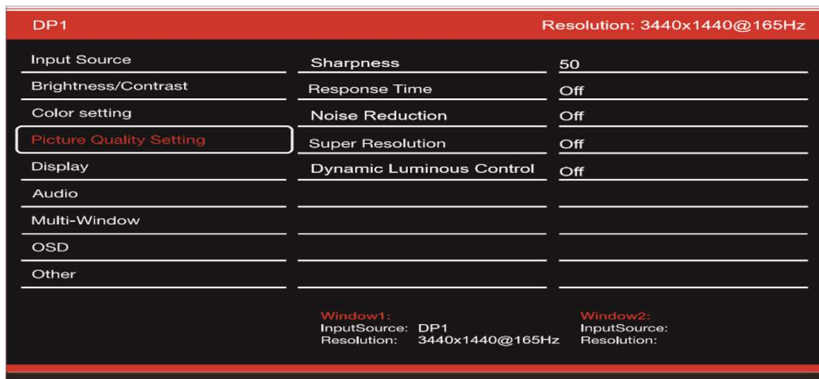 DP1 Resolution: 3440x1440@165Hz
Input Source Sharpness 50
Brightness/Contrast Response Time Off
Color setting Noise Reduction Off
Picture Quality Setting Super Resolution Off
Display Dynamic Luminous Control Off
Audio
Multi-Window
OSD
Other
Window1: Window2:
InputSource: DP1 InputSource:
Resolution: 3440x1440@165Hz Resolution: